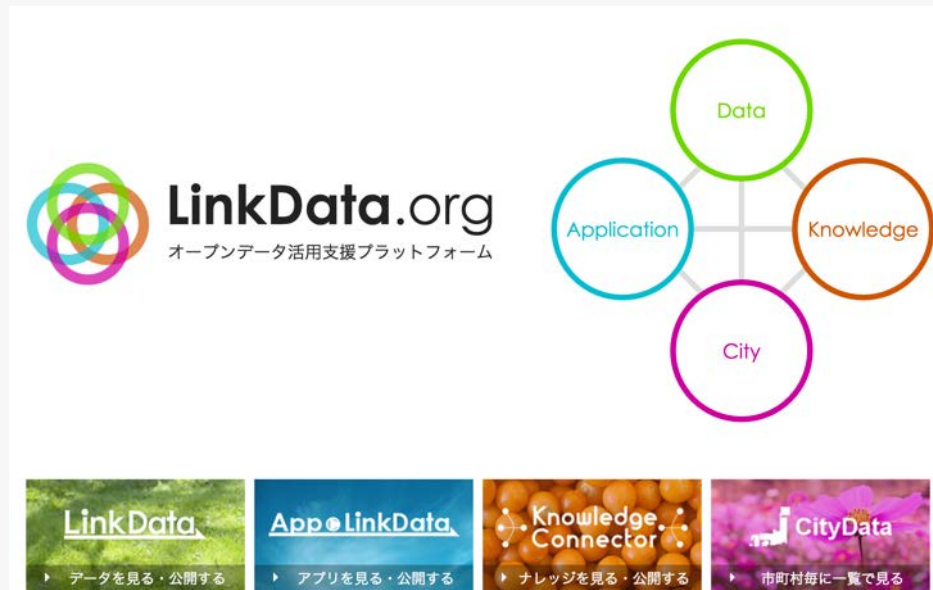 Data
LinkData.org
オープンデータ活用支援プラットフォーム
Application
Knowledge
City
LinkData
データを見る・公開する
App LinkData
アプリを見る・公開する
Knowledge
Connector
ナレッジを見る・公開する
CityData
市町村毎に一覧で見る